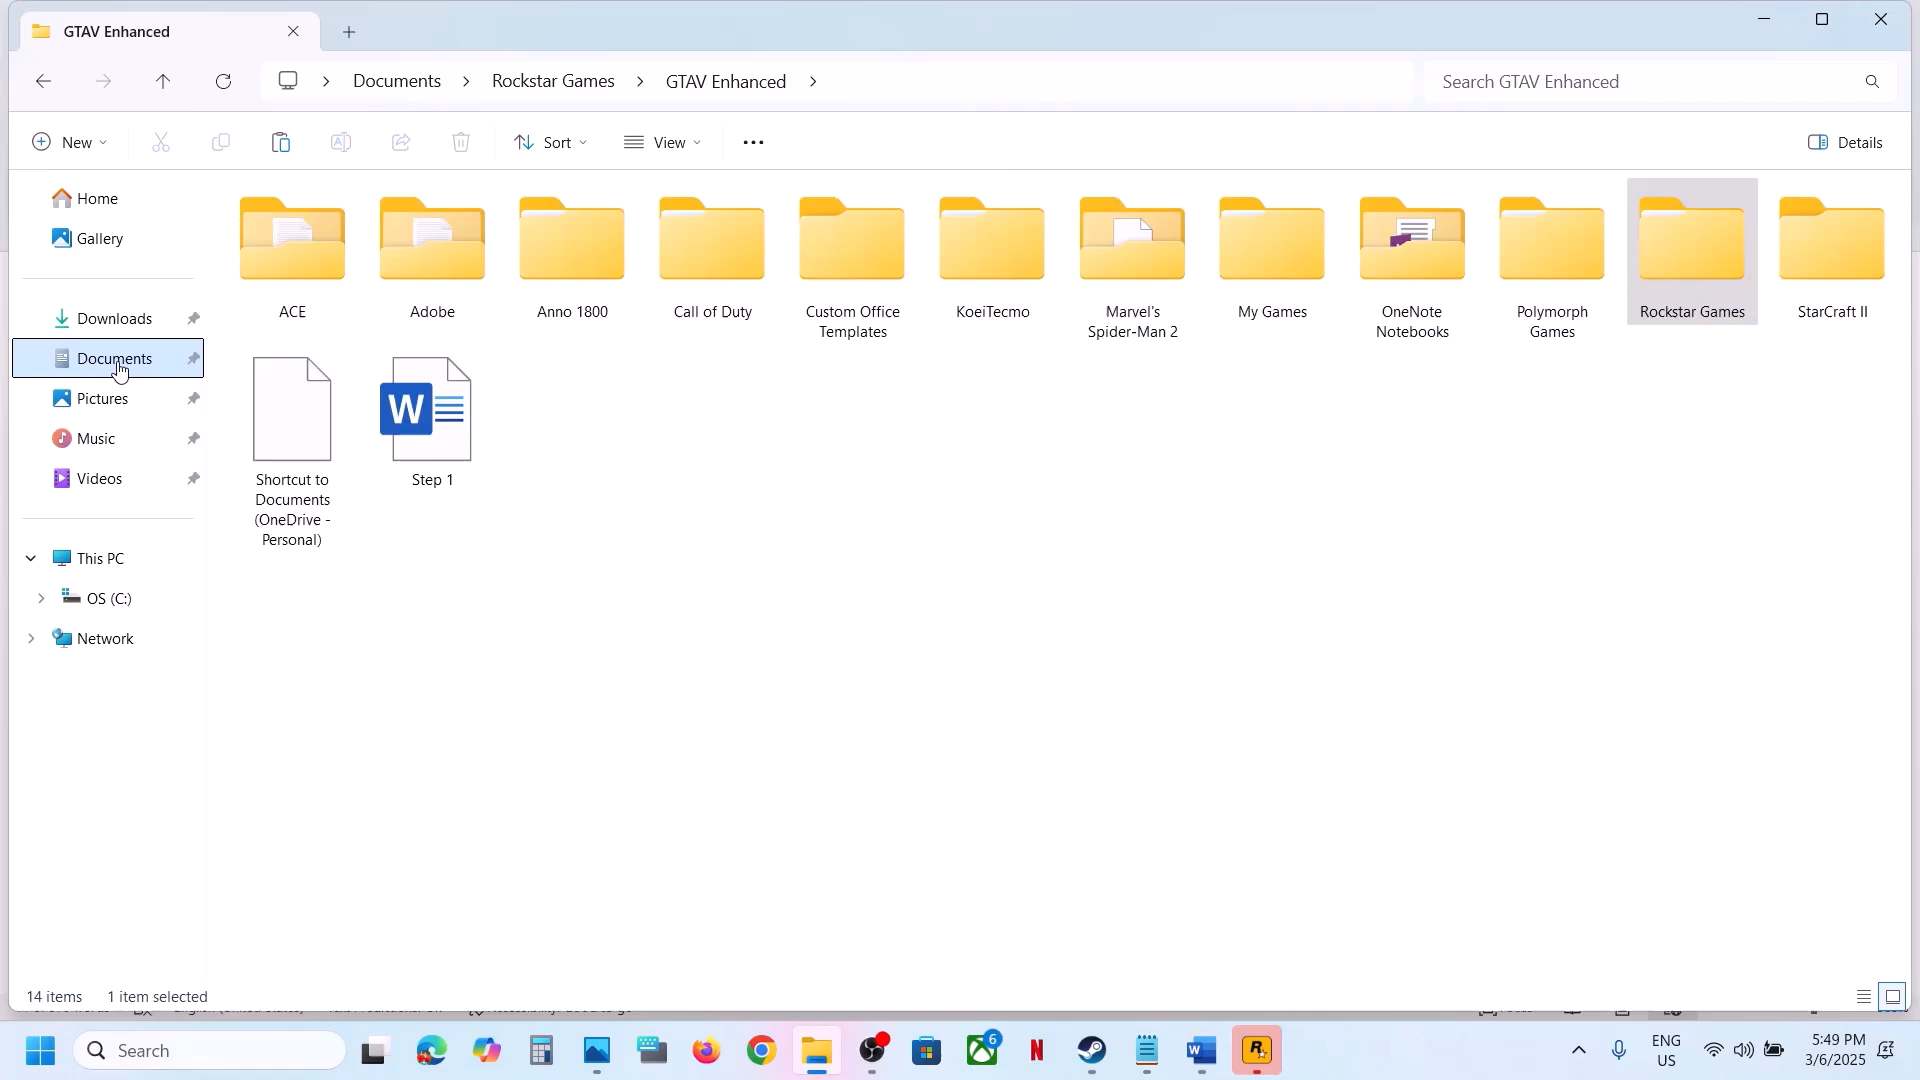 GTAV Enhanced
Documents
Rockstar Games
GTAV Enhanced
Search GTAV Enhanced
New
Sort
View
Details
Home
Gallery
Downloads
Documents
Pictures
Music
Videos
This PC
OS (C:)
Network
ACE
Adobe
Anno 1800
Call of Duty
Custom Office
Templates
KoeiTecmo
Marvel's
Spider-Man 2
My Games
OneNote
Notebooks
Polymorph
Games
Rockstar Games
StarCraft II
Shortcut to
Documents
(OneDrive -
Personal)
W
Step 1
14 items
1 item selected
Search
6
N
W
R
ENG
US
5:49 PM
3/6/2025